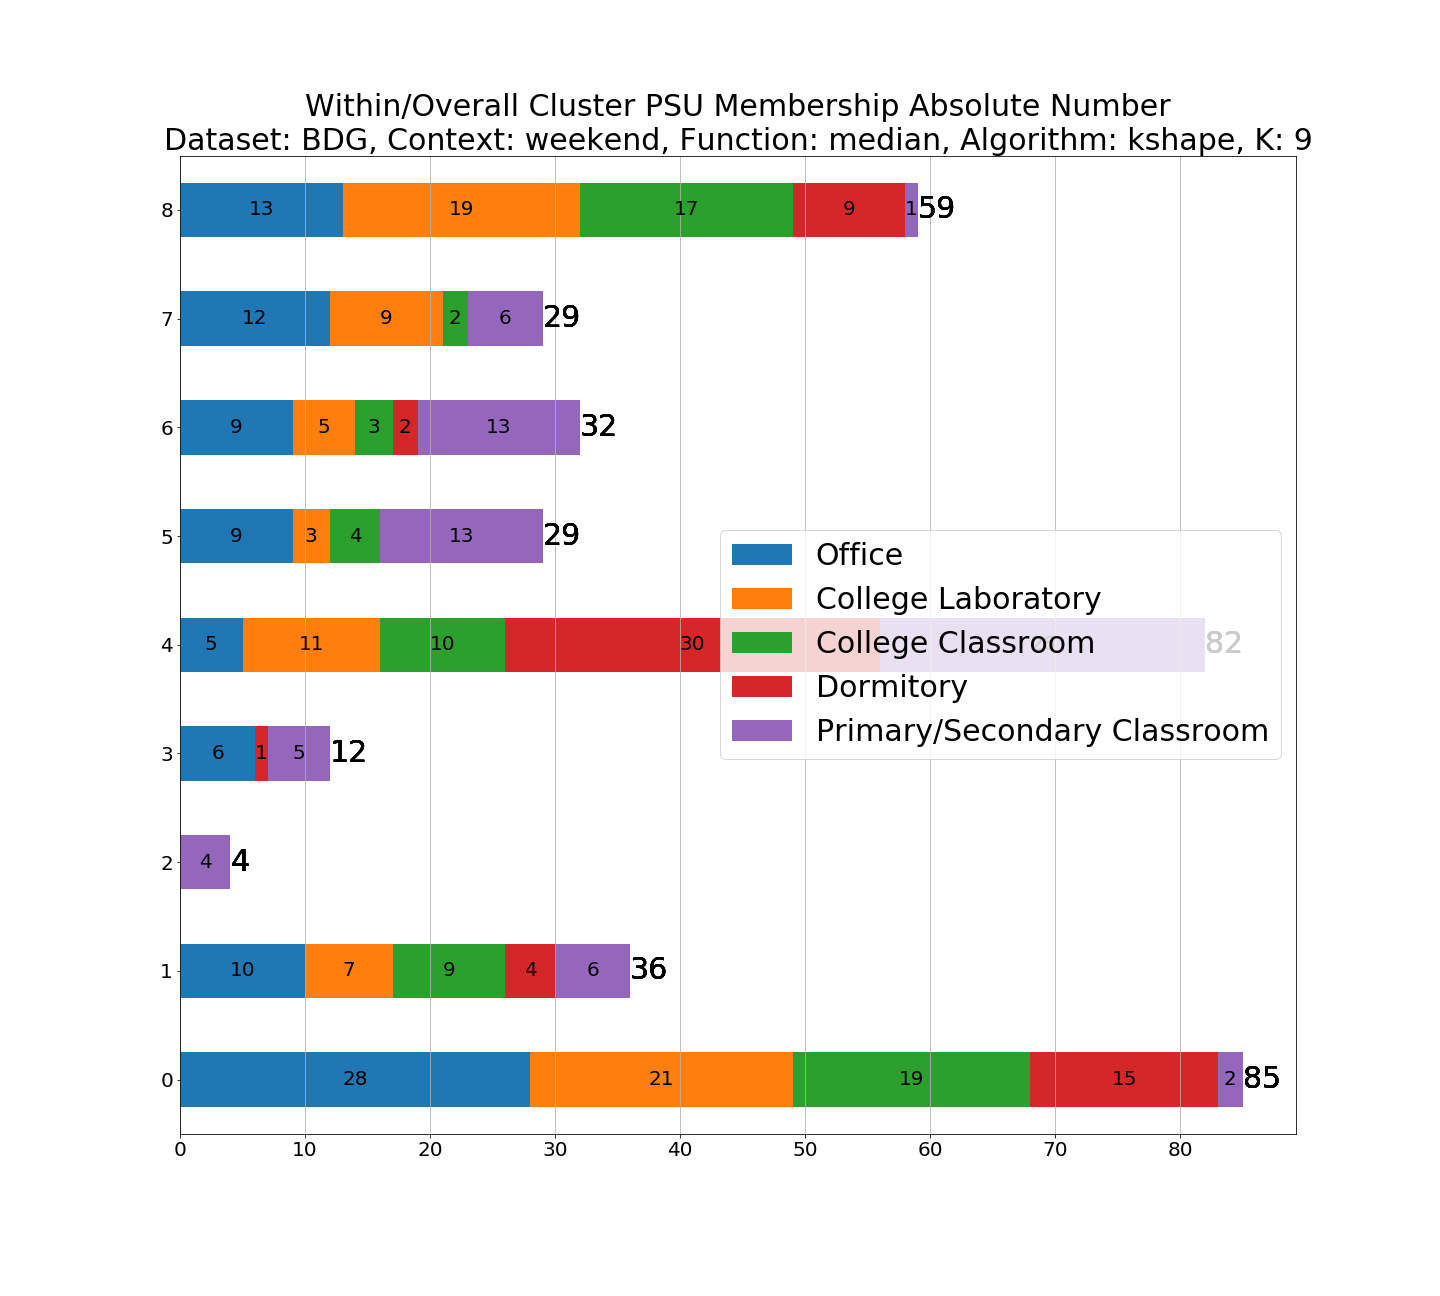 Within/Overall Cluster PSU Membership Absolute Number
Dataset: BDG, Context: weekend, Function: median, Algorithm: kshape, K: 9
8 13 19 17 9 1 59
7 12 9 2 6 29
6 9 5 3 2 13 32
5 9 3 4 13 29
Office
College Laboratory
4 5 11 10 30 82
College Classroom
Dormitory
Primary/Secondary Classroom
3 6 1 5 12
2 4 4
1 10 7 9 4 6 36
0 28 21 19 15 2 85
0 10 20 30 40 50 60 70 80